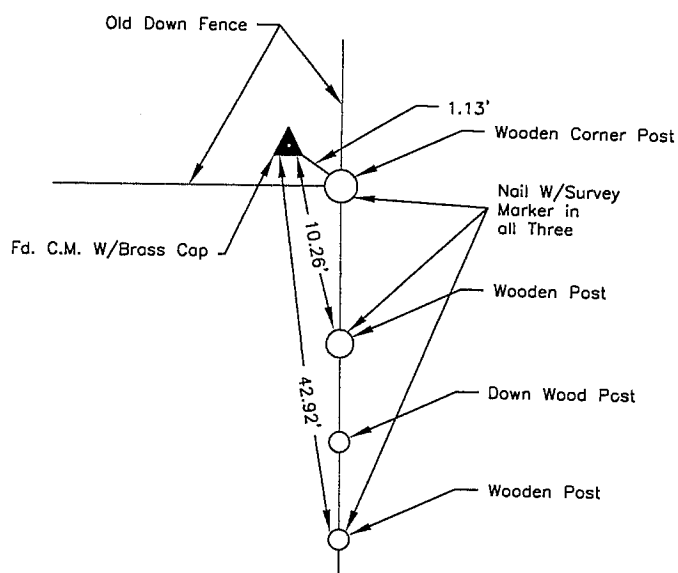 Old Down Fence
1.13'
Wooden Corner Post
Nail W/Survey
Marker in
all Three
Fd. C.M. W/Brass Cap
10.26'
Wooden Post
42.92'
Down Wood Post
Wooden Post